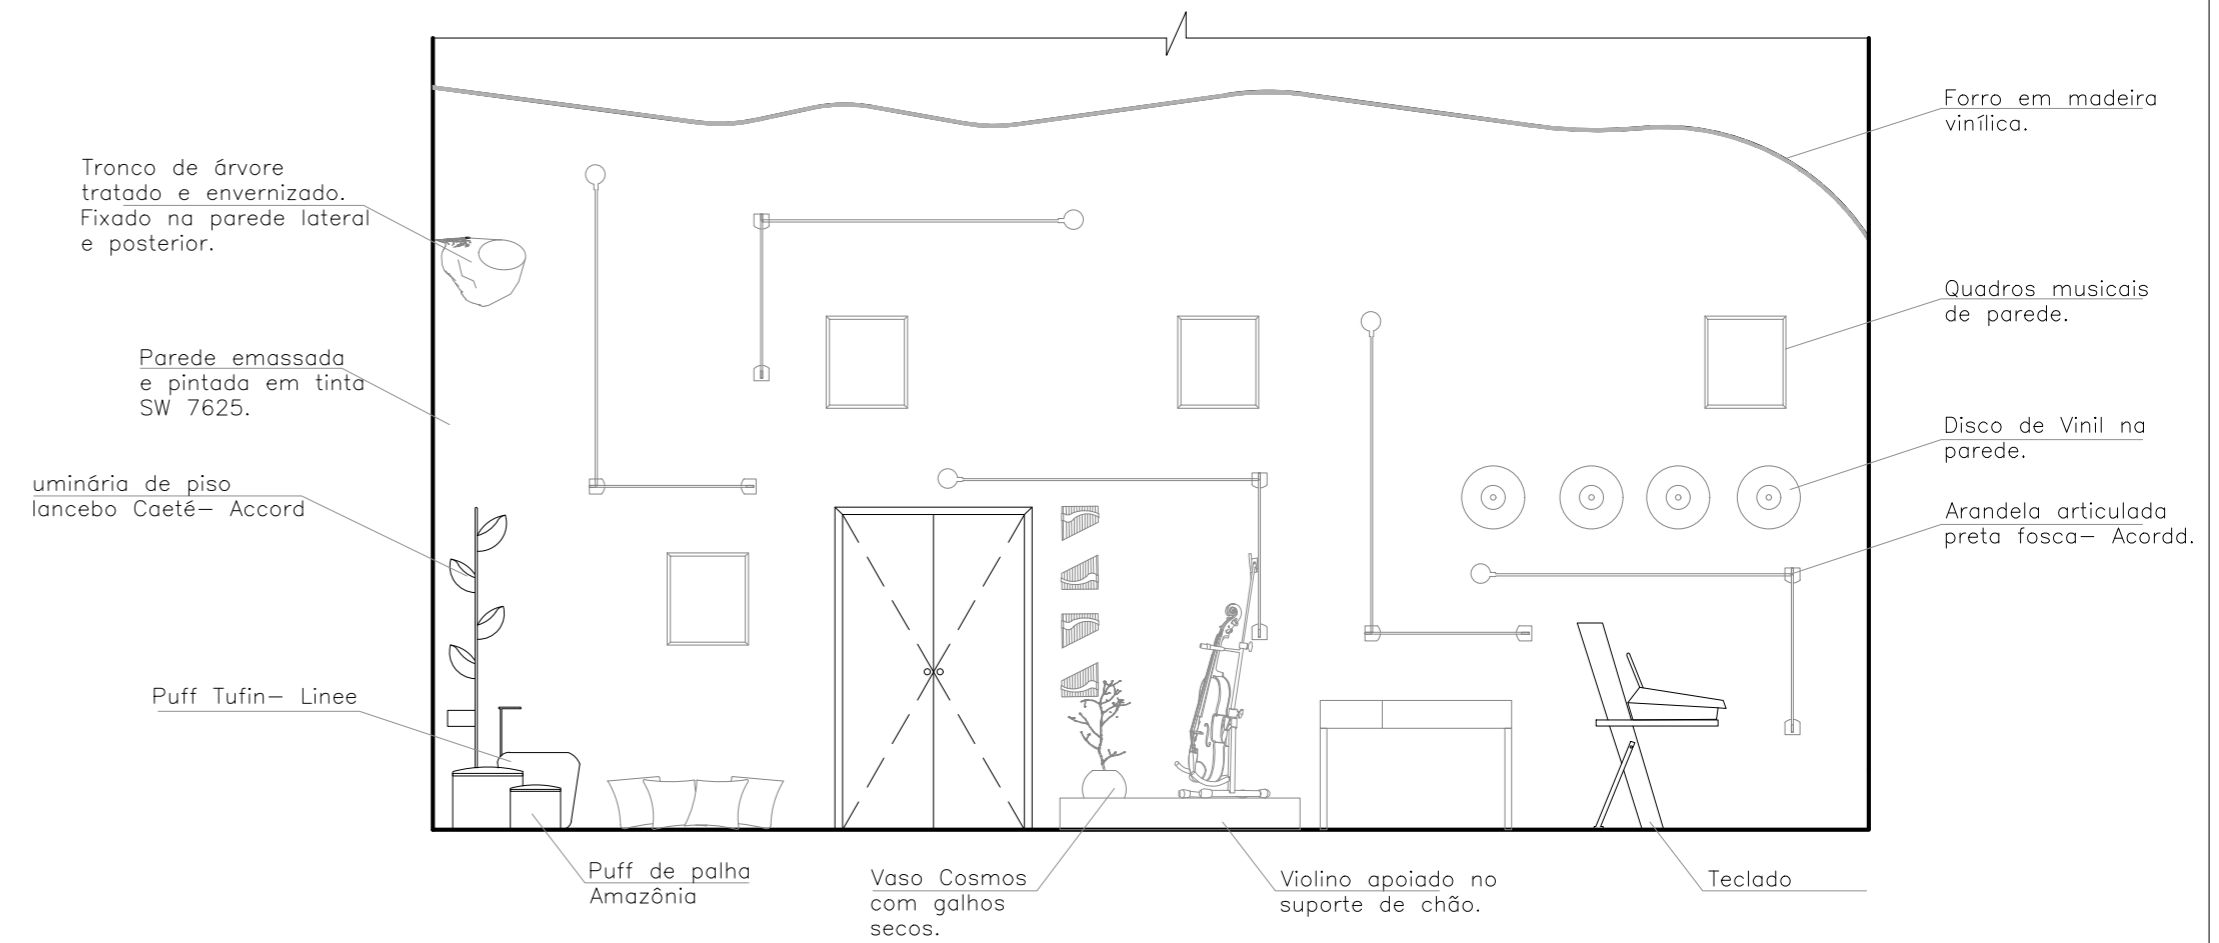 Tronco de árvore
tratado e envernizado.
Fixado na parede lateral
e posterior.
Parede emassada
e pintada em tinta
SW 7625.
uminária de piso
lancebo Caeté– Accord
Puff Tufin– Linee
Puff de palha
Amazônia
Vaso Cosmos
com galhos
secos.
Violino apoiado no
suporte de chão.
Teclado
Forro em madeira
vinílica.
Quadros musicais
de parede.
Disco de Vinil na
parede.
Arandela articulada
preta fosca– Acordd.